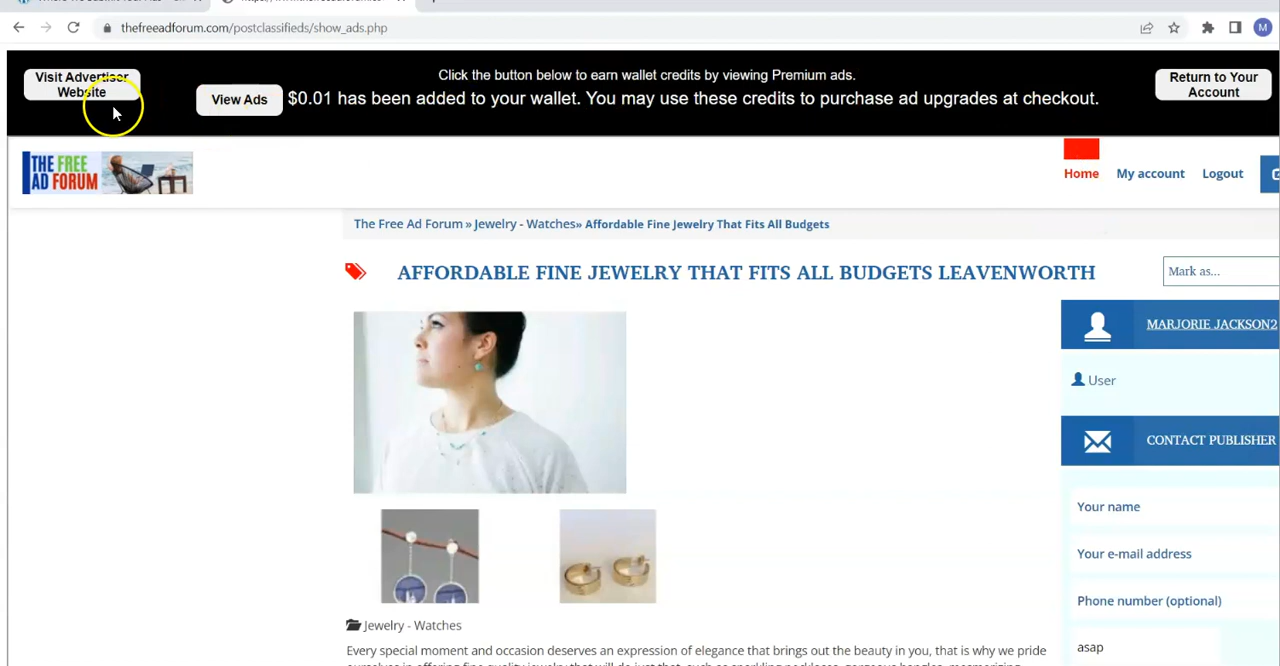 thefreeadforum.com/postclassifieds/show_ads.php
M
Visit Advertiser
Website
View Ads
Click the button below to earn wallet credits by viewing Premium ads.
$0.01 has been added to your wallet. You may use these credits to purchase ad upgrades at checkout.
Return to Your
Account
THE FREE
AD FORUM
Home
My account
Logout
The Free Ad Forum » Jewelry - Watches» Affordable Fine Jewelry That Fits All Budgets
AFFORDABLE FINE JEWELRY THAT FITS ALL BUDGETS LEAVENWORTH
Mark as...
MARJORIE JACKSON2
User
CONTACT PUBLISHER
Your name
Your e-mail address
Phone number (optional)
asap
Jewelry - Watches
Every special moment and occasion deserves an expression of elegance that brings out the beauty in you, that is why we pride